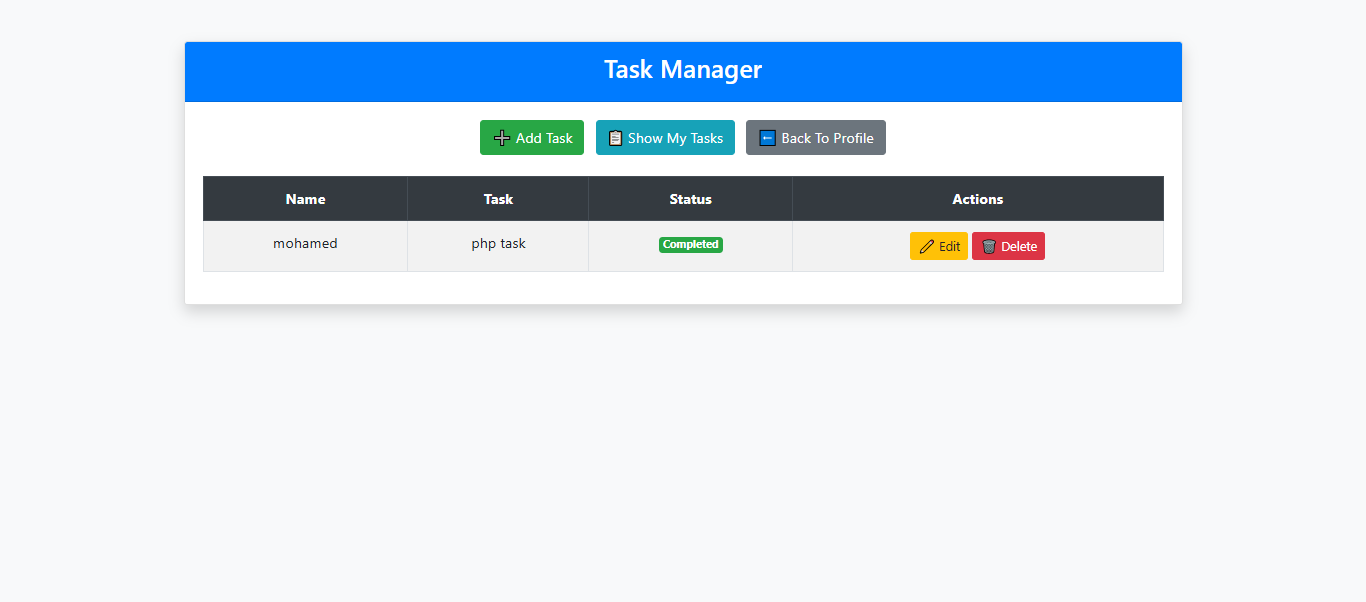 Task Manager
➕ Add Task 📋 Show My Tasks ⬅️ Back To Profile
Name Task Status Actions
mohamed php task Completed ✏️ Edit 🗑️ Delete